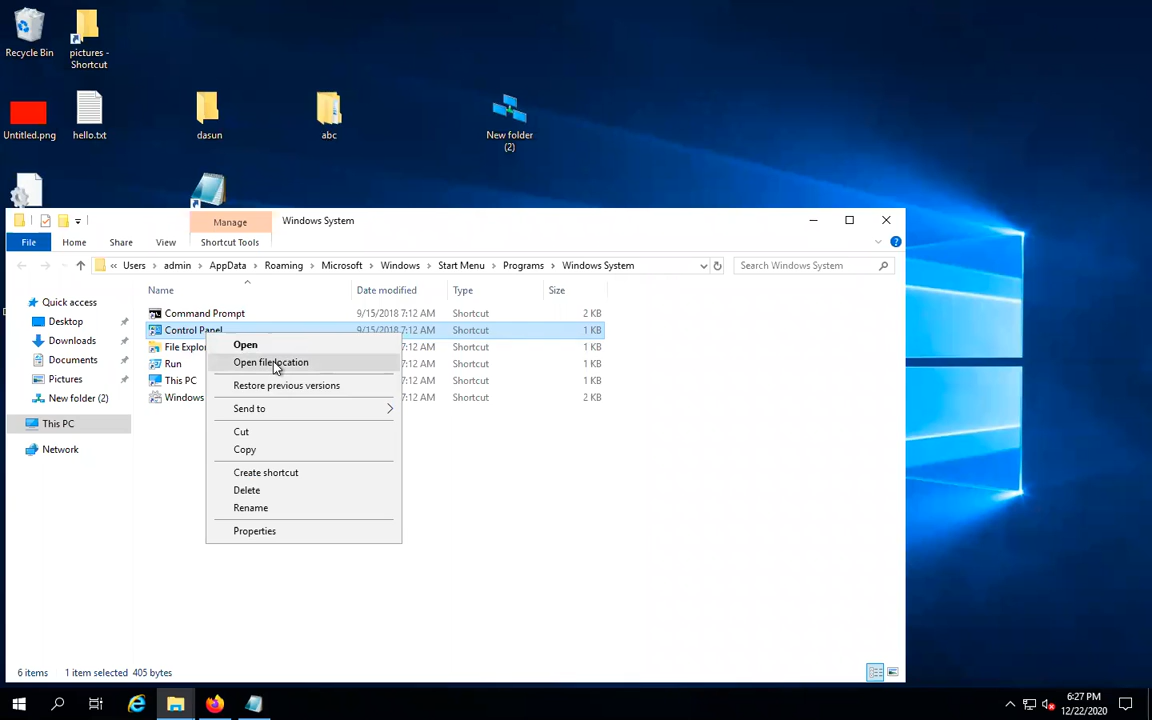 Recycle Bin
pictures -
Shortcut
Untitled.png
hello.txt
dasun
abc
New folder
(2)
Manage
Windows System
File
Home
Share
View
Shortcut Tools
Users
admin
AppData
Roaming
Microsoft
Windows
Start Menu
Programs
Windows System
Search Windows System
Name
Date modified
Type
Size
Quick access
Desktop
Downloads
Documents
Pictures
New folder (2)
This PC
Network
Command Prompt 9/15/2018 7:12 AM Shortcut 2 KB
Control Panel 9/15/2018 7:12 AM Shortcut 1 KB
File Explor 7:12 AM Shortcut 1 KB
Run 7:12 AM Shortcut 1 KB
This PC 7:12 AM Shortcut 1 KB
Windows 7:12 AM Shortcut 2 KB
Open
Open file location
Restore previous versions
Send to
Cut
Copy
Create shortcut
Delete
Rename
Properties
6 items
1 item selected 405 bytes
6:27 PM
12/22/2020